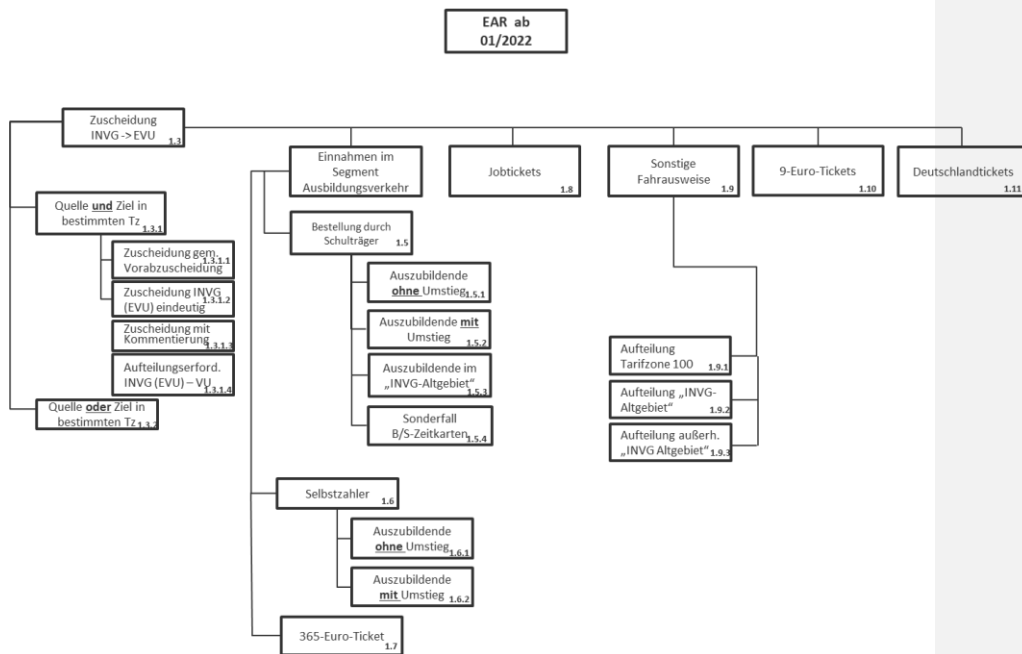 EAR ab
01/2022
Zuscheidung
INVG -> EVU
1.3
Quelle und Ziel in
bestimmten Tz
1.3.1
Zuscheidung gem.
Vorabzuscheidung
1.3.1.1
Zuscheidung INVG
(EVU) eindeutig
1.3.1.2
Zuscheidung mit
Kommentierung
1.3.1.3
Aufteilungserford.
INVG (EVU) – VU
1.3.1.4
Quelle oder Ziel in
bestimmten Tz
1.3.2
Einnahmen im
Segment
Ausbildungsverkehr
Bestellung durch
Schulträger
1.5
Auszubildende
ohne Umstieg
1.5.1
Auszubildende mit
Umstieg
1.5.2
Auszubildende im
„INVG-Altgebiet“
1.5.3
Sonderfall
B/S-Zeitkarten
1.5.4
Selbstzahler
1.6
Auszubildende
ohne Umstieg
1.6.1
Auszubildende
mit Umstieg
1.6.2
365-Euro-Ticket
1.7
Jobtickets
1.8
Sonstige
Fahrausweise
1.9
Aufteilung
Tarifzone 100
1.9.1
Aufteilung „INVG-
Altgebiet“
1.9.2
Aufteilung außerh.
„INVG Altgebiet“
1.9.3
9-Euro-Tickets
1.10
Deutschlandtickets
1.11